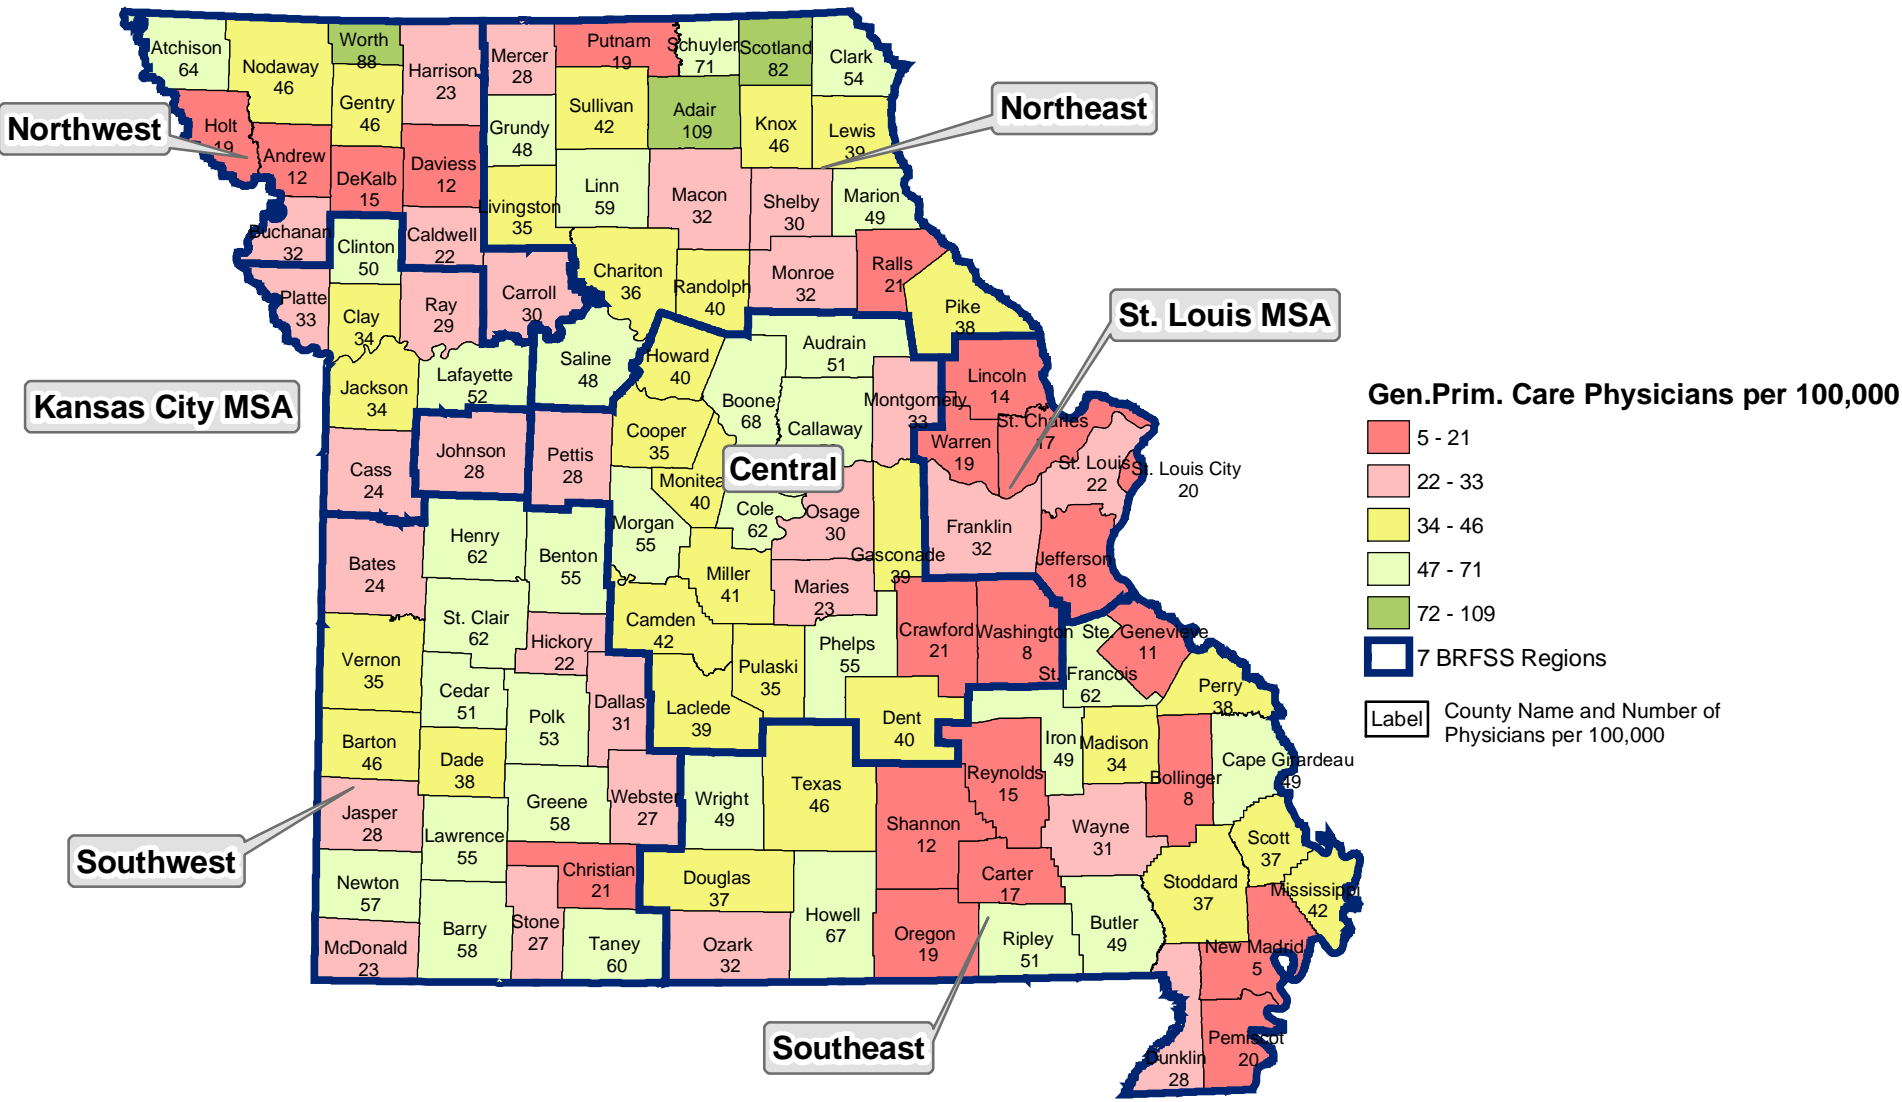 Atchison
64
Nodaway
46
Worth
88
Harrison
23
Mercer
28
Putnam
19
Schuyler
71
Scotland
82
Clark
54
Gentry
46
Sullivan
42
Adair
109
Knox
46
Lewis
39
Northeast
Northwest
Holt
19
Andrew
12
DeKalb
15
Daviess
12
Grundy
48
Livingston
35
Linn
59
Macon
32
Shelby
30
Marion
49
Buchanan
32
Clinton
50
Caldwell
22
Chariton
36
Randolph
40
Monroe
32
Ralls
21
Pike
38
Platte
33
Clay
34
Ray
29
Carroll
30
St. Louis MSA
Saline
48
Howard
40
Audrain
51
Jackson
34
Lafayette
52
Boone
68
Callaway
Montgomery
33
Lincoln
14
Kansas City MSA
Gen.Prim. Care Physicians per 100,000
5 - 21
22 - 33
34 - 46
47 - 71
72 - 109
7 BRFSS Regions
Label
County Name and Number of
Physicians per 100,000
Cass
24
Johnson
28
Pettis
28
Cooper
35
Moniteau
40
Central
Warren
19
St. Charles
17
St. Louis
22
St. Louis City
20
Morgan
55
Cole
62
Osage
30
Gasconade
39
Franklin
32
Jefferson
18
Bates
24
Henry
62
Benton
55
Miller
41
Maries
23
St. Clair
62
Hickory
22
Camden
42
Pulaski
35
Phelps
55
Crawford
21
Washington
8
Ste. Genevieve
11
St. Francois
62
Perry
38
Vernon
35
Cedar
51
Polk
53
Dallas
31
Laclede
39
Dent
40
Iron
49
Madison
34
Bollinger
8
Cape Girardeau
49
Barton
46
Dade
38
Greene
58
Webster
27
Wright
49
Texas
46
Reynolds
15
Shannon
12
Wayne
31
Scott
37
Jasper
28
Lawrence
55
Southwest
Christian
21
Douglas
37
Carter
17
Stoddard
37
Mississippi
42
Newton
57
Barry
58
Stone
27
Taney
60
Ozark
32
Howell
67
Oregon
19
Ripley
51
Butler
49
New Madrid
5
McDonald
23
Southeast
Dunklin
28
Pemiscot
20